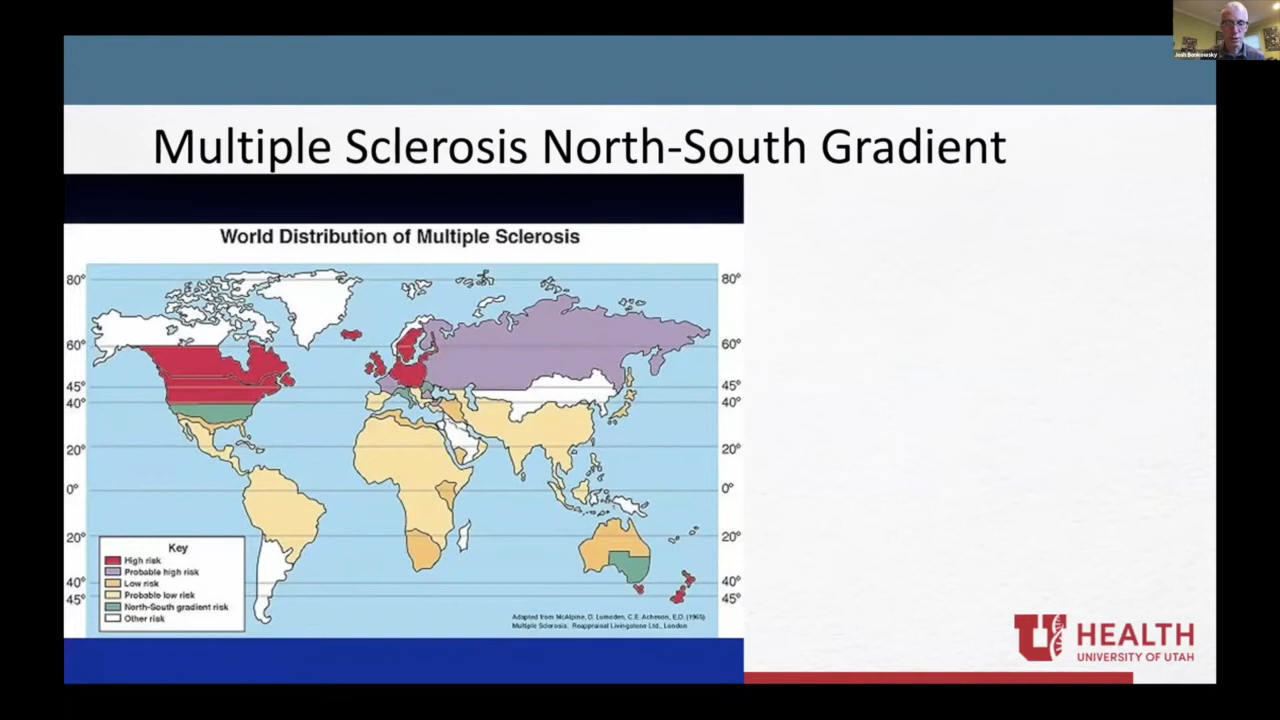 Josh Bonkowsky
Multiple Sclerosis North-South Gradient
World Distribution of Multiple Sclerosis
80° 80°
60° 60°
45° 45°
40° 40°
20° 20°
0° 0°
20° 20°
40° 40°
45° 45°
Key
High risk
Probable high risk
Low risk
Probable low risk
North-South gradient risk
Other risk
Adapted from McAlpine, D. Lumsden, C.E. Acheson, E.D. (1965)
Multiple Sclerosis. Reappraisal Livingstone Ltd., London
U HEALTH
UNIVERSITY OF UTAH